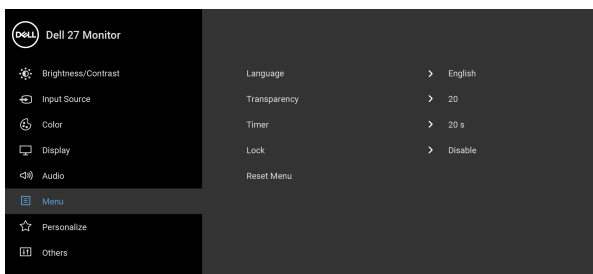 DELL Dell 27 Monitor
Brightness/Contrast
Input Source
Color
Display
Audio
Menu
Personalize
Others
Language > English
Transparency > 20
Timer > 20 s
Lock > Disable
Reset Menu